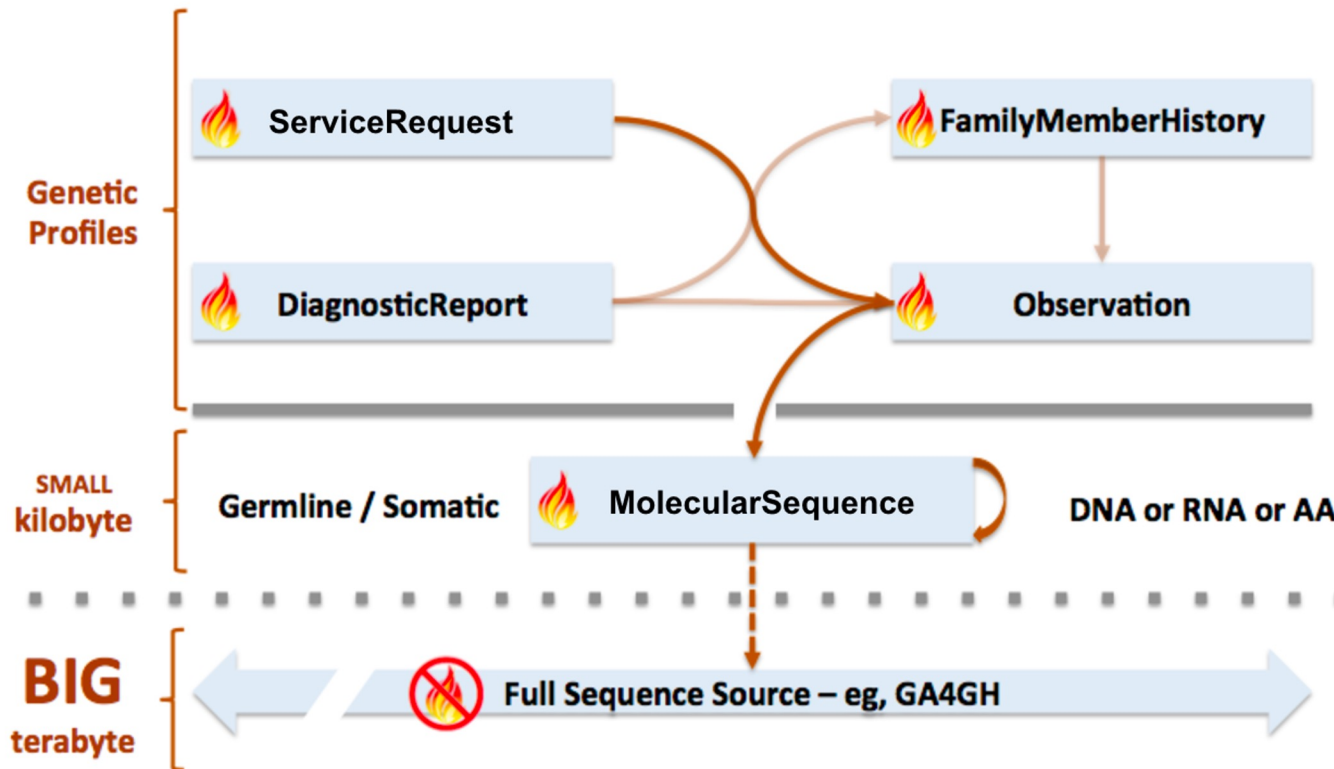 ServiceRequest
FamilyMemberHistory
Genetic
Profiles
DiagnosticReport
Observation
SMALL
kilobyte
Germline / Somatic
MolecularSequence
DNA or RNA or AA
BIG
terabyte
Full Sequence Source – eg, GA4GH